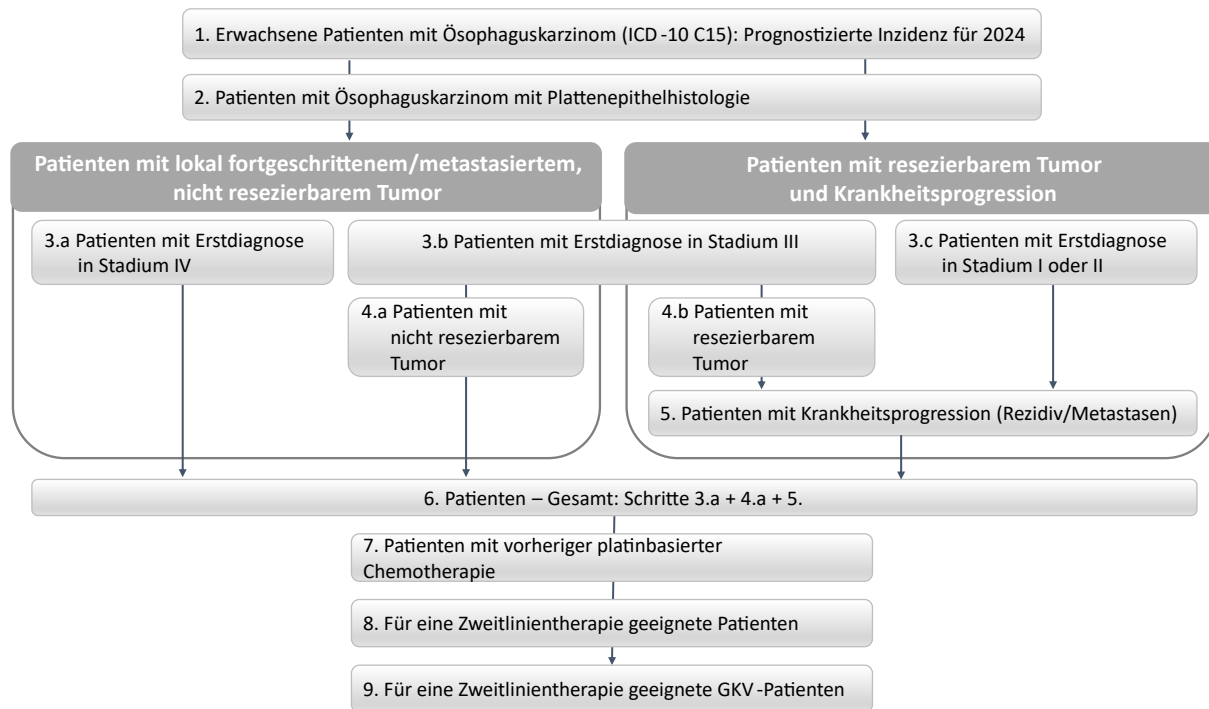 1. Erwachsene Patienten mit Ösophaguskarzinom (ICD -10 C15): Prognostizierte Inzidenz für 2024
2. Patienten mit Ösophaguskarzinom mit Plattenepithelhistologie
Patienten mit lokal fortgeschrittenem/metastasiertem,
nicht resezierbarem Tumor
Patienten mit resezierbarem Tumor
und Krankheitsprogression
3.a Patienten mit Erstdiagnose
in Stadium IV
3.b Patienten mit Erstdiagnose in Stadium III
3.c Patienten mit Erstdiagnose
in Stadium I oder II
4.a Patienten mit
nicht resezierbarem
Tumor
4.b Patienten mit
resezierbarem
Tumor
5. Patienten mit Krankheitsprogression (Rezidiv/Metastasen)
6. Patienten – Gesamt: Schritte 3.a + 4.a + 5.
7. Patienten mit vorheriger platinbasierter
Chemotherapie
8. Für eine Zweitlinientherapie geeignete Patienten
9. Für eine Zweitlinientherapie geeignete GKV -Patienten